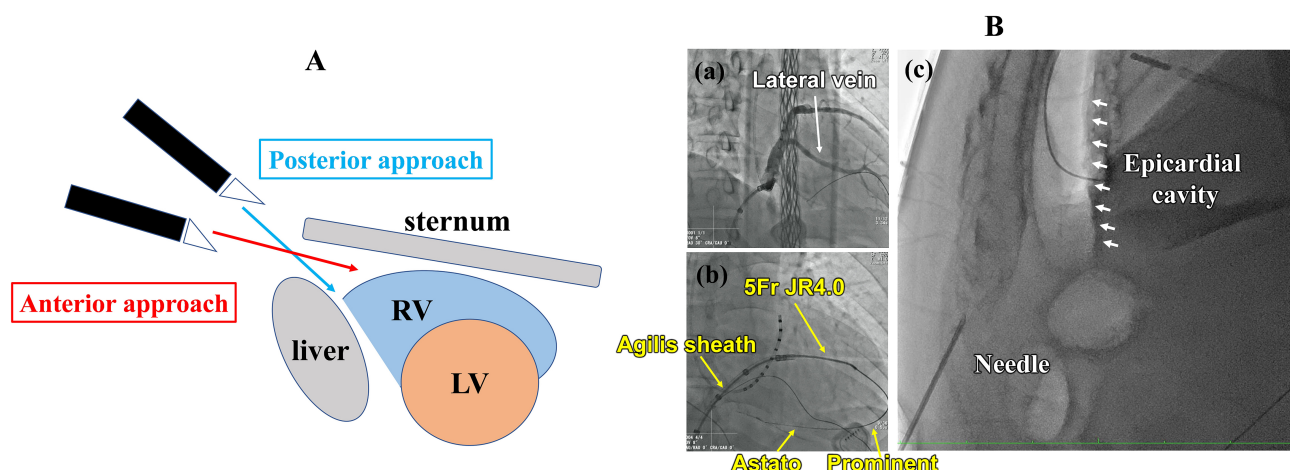 A
Posterior approach
sternum
Anterior approach
RV
liver
LV
B
(a)
Lateral vein
(b)
5Fr JR4.0
Agilis sheath
Astato
Prominent
(c)
Epicardial
cavity
Needle